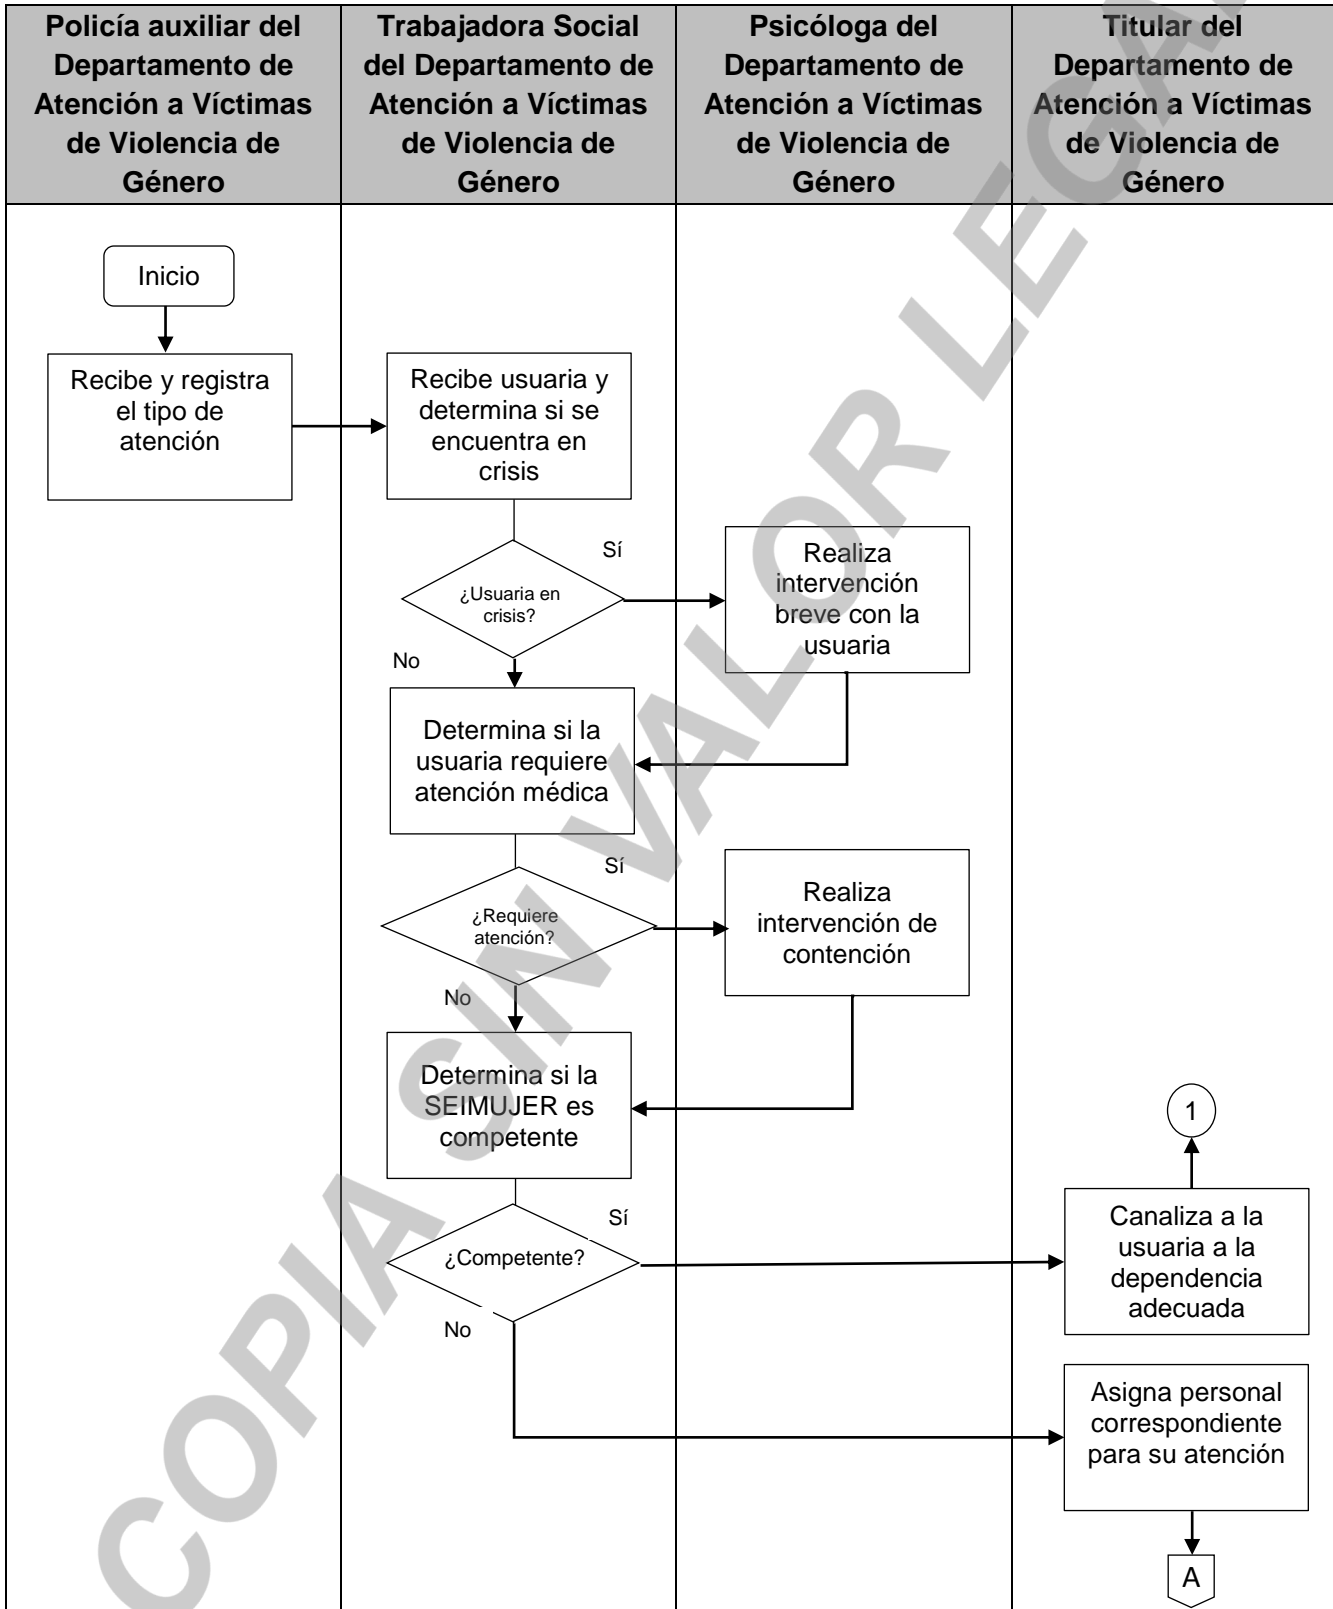 Policía auxiliar del
Departamento de
Atención a Víctimas
de Violencia de
Género
Trabajadora Social
del Departamento de
Atención a Víctimas
de Violencia de
Género
Psicóloga del
Departamento de
Atención a Víctimas
de Violencia de
Género
Titular del
Departamento de
Atención a Víctimas
de Violencia de
Género
Inicio
Recibe y registra
el tipo de
atención
Recibe usuaria y
determina si se
encuentra en
crisis
¿Usuaria en
crisis?
Sí
No
Realiza
intervención
breve con la
usuaria
Determina si la
usuaria requiere
atención médica
¿Requiere
atención?
Sí
No
Realiza
intervención de
contención
Determina si la
SEIMUJER es
competente
¿Competente?
Sí
No
1
Canaliza a la
usuaria a la
dependencia
adecuada
Asigna personal
correspondiente
para su atención
A
COPIA SIN VALOR LEGAL